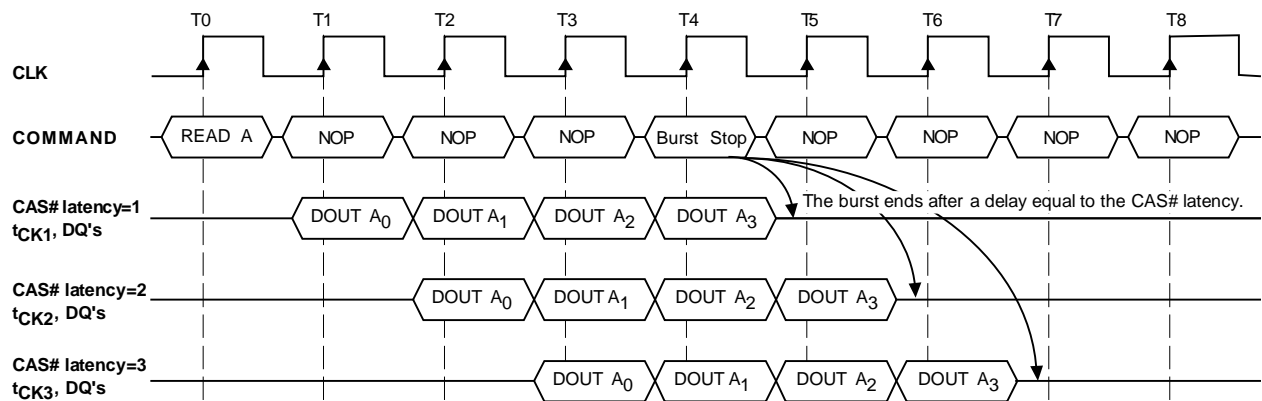 T0 T1 T2 T3 T4 T5 T6 T7 T8
CLK
COMMAND READ A NOP NOP NOP Burst Stop NOP NOP NOP NOP
The burst ends after a delay equal to the CAS# latency.
CAS# latency=1
tCK1, DQ's DOUT A0 DOUT A1 DOUT A2 DOUT A3
CAS# latency=2
tCK2, DQ's DOUT A0 DOUT A1 DOUT A2 DOUT A3
CAS# latency=3
tCK3, DQ's DOUT A0 DOUT A1 DOUT A2 DOUT A3